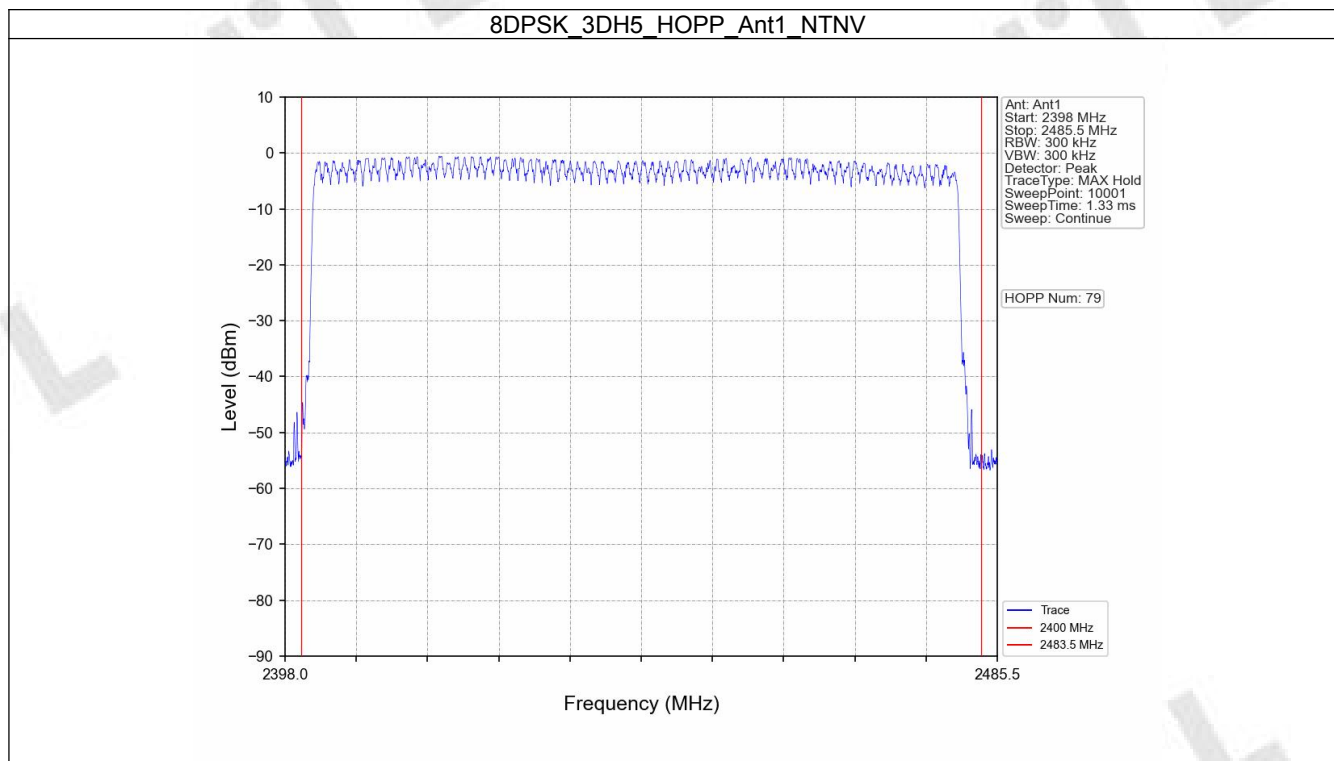 8DPSK_3DH5_HOPP_Ant1_NTNV
10
0
−10
−20
−30
−40
−50
−60
−70
−80
−90
Level (dBm)
2398.0
2485.5
Frequency (MHz)
Ant: Ant1
Start: 2398 MHz
Stop: 2485.5 MHz
RBW: 300 kHz
VBW: 300 kHz
Detector: Peak
TraceType: MAX Hold
SweepPoint: 10001
SweepTime: 1.33 ms
Sweep: Continue
HOPP Num: 79
Trace
2400 MHz
2483.5 MHz